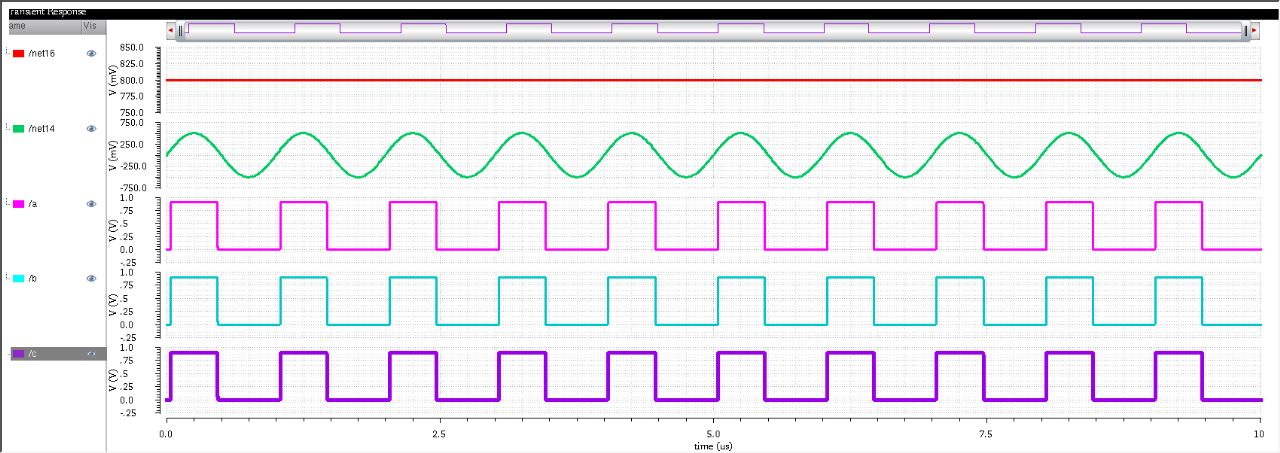 Transient Response
ame Vis
/net16
850.0
825.0
800.0
775.0
750.0
V (mV)
/net14
750.0
250.0
-250.0
-750.0
V (mV)
/a
1.0
.75
.5
.25
0.0
-.25
V (V)
/b
1.0
.75
.5
.25
0.0
-.25
V (V)
/c
1.0
.75
.5
.25
0.0
-.25
V (V)
0.0 2.5 5.0 7.5 10
time (us)